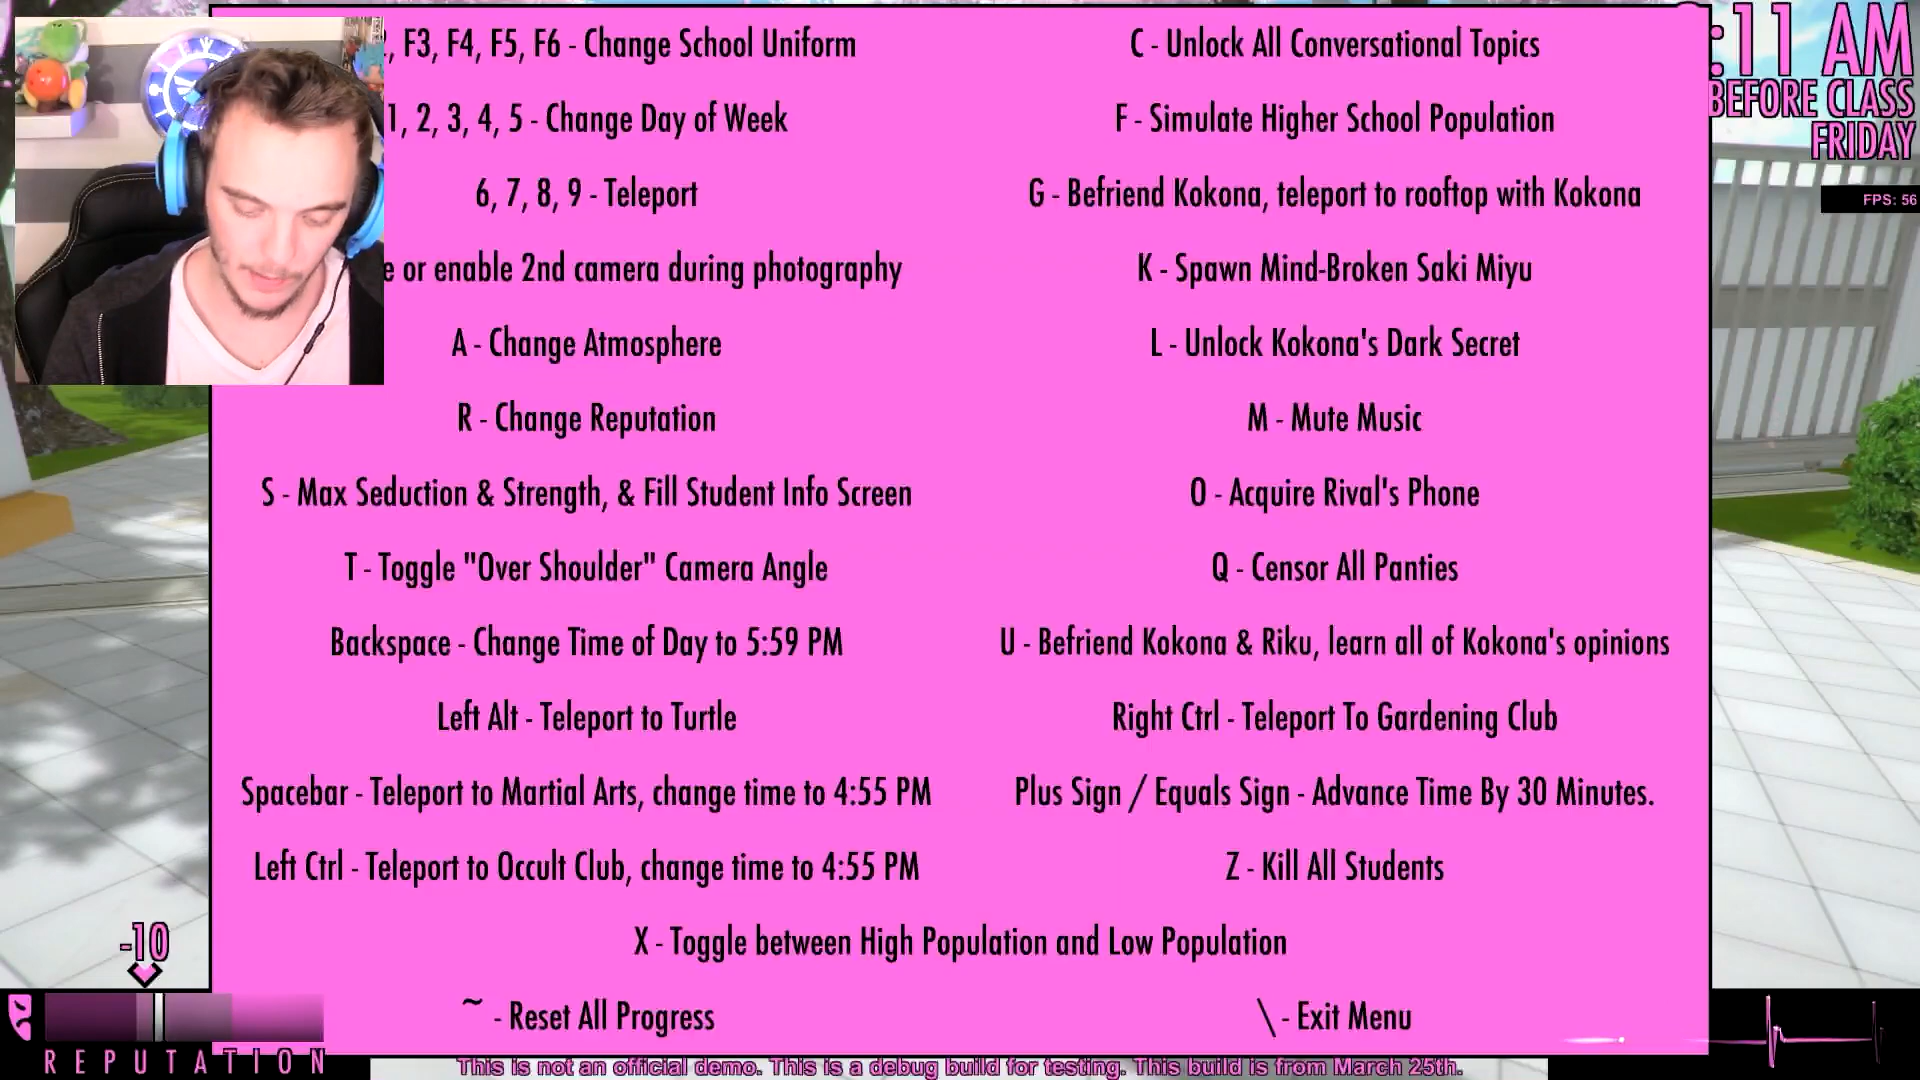 F3, F4, F5, F6 - Change School Uniform
1, 2, 3, 4, 5 - Change Day of Week
6, 7, 8, 9 - Teleport
or enable 2nd camera during photography
A - Change Atmosphere
R - Change Reputation
S - Max Seduction & Strength, & Fill Student Info Screen
T - Toggle "Over Shoulder" Camera Angle
Backspace - Change Time of Day to 5:59 PM
Left Alt - Teleport to Turtle
Spacebar - Teleport to Martial Arts, change time to 4:55 PM
Left Ctrl - Teleport to Occult Club, change time to 4:55 PM
C - Unlock All Conversational Topics
F - Simulate Higher School Population
G - Befriend Kokona, teleport to rooftop with Kokona
K - Spawn Mind-Broken Saki Miyu
L - Unlock Kokona's Dark Secret
M - Mute Music
O - Acquire Rival's Phone
Q - Censor All Panties
U - Befriend Kokona & Riku, learn all of Kokona's opinions
Right Ctrl - Teleport To Gardening Club
Plus Sign / Equals Sign - Advance Time By 30 Minutes.
Z - Kill All Students
X - Toggle between High Population and Low Population
~ - Reset All Progress
\ - Exit Menu
:11 AM
BEFORE CLASS
FRIDAY
FPS: 56
-10
REPUTATION
This is not an official demo. This is a debug build for testing. This build is from March 25th.